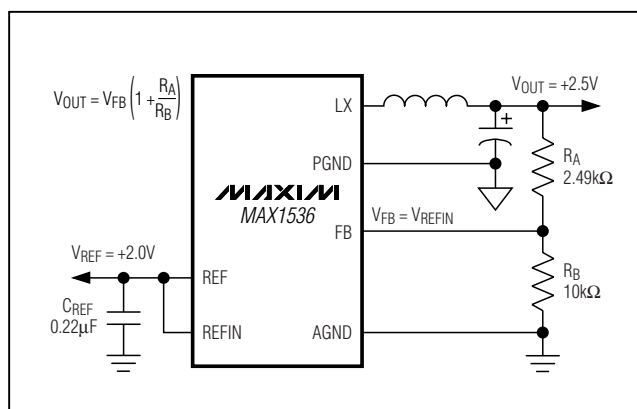 V_OUT = V_FB (1 + R_A / R_B)
LX
V_OUT = +2.5V
+
PGND
R_A
2.49kΩ
MAXIM
MAX1536
V_FB = V_REFIN
FB
V_REF = +2.0V
REF
R_B
10kΩ
C_REF
0.22µF
REFIN
AGND